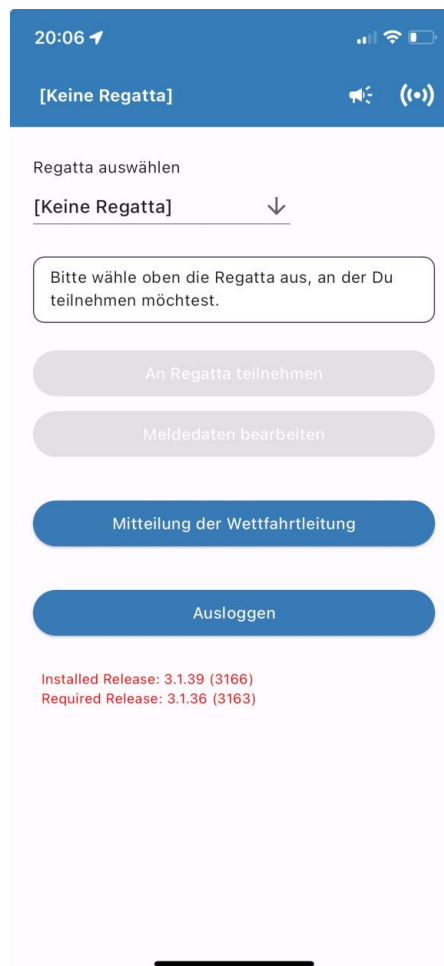 20:06
[Keine Regatta]
Regatta auswählen
[Keine Regatta]
Bitte wähle oben die Regatta aus, an der Du
teilnehmen möchtest.
An Regatta teilnehmen
Meldedaten bearbeiten
Mitteilung der Wettfahrtleitung
Ausloggen
Installed Release: 3.1.39 (3166)
Required Release: 3.1.36 (3163)